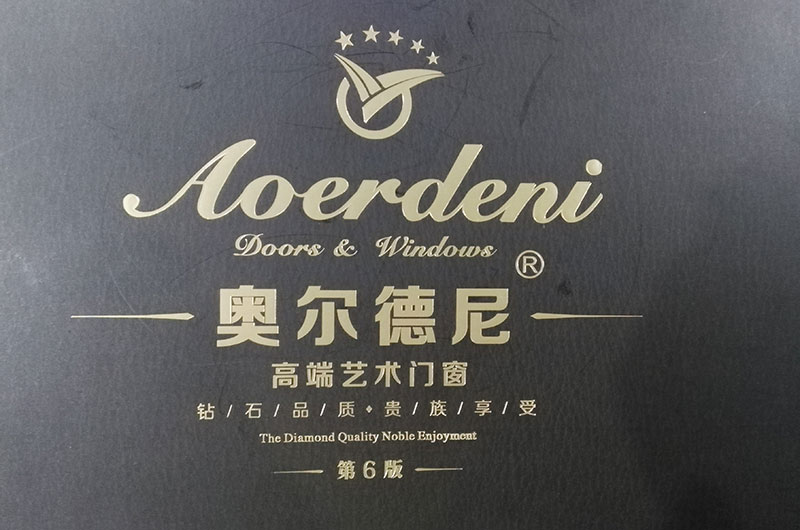 Aoerdeni
Doors & Windows
®
奥尔德尼
高端艺术门窗
钻/石/品/质·贵/族/享/受
The Diamond Quality Noble Enjoyment
第6版